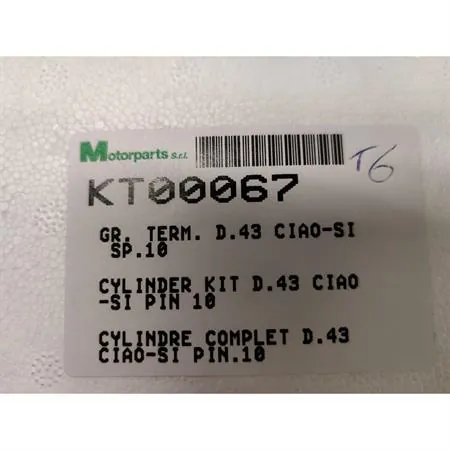 Motorparts s.r.l.
T6
KT00067
GR. TERM. D.43 CIAO-SI
SP.10
CYLINDER KIT D.43 CIAO
-SI PIN 10
CYLINDRE COMPLET D.43
CIAO-SI PIN.10